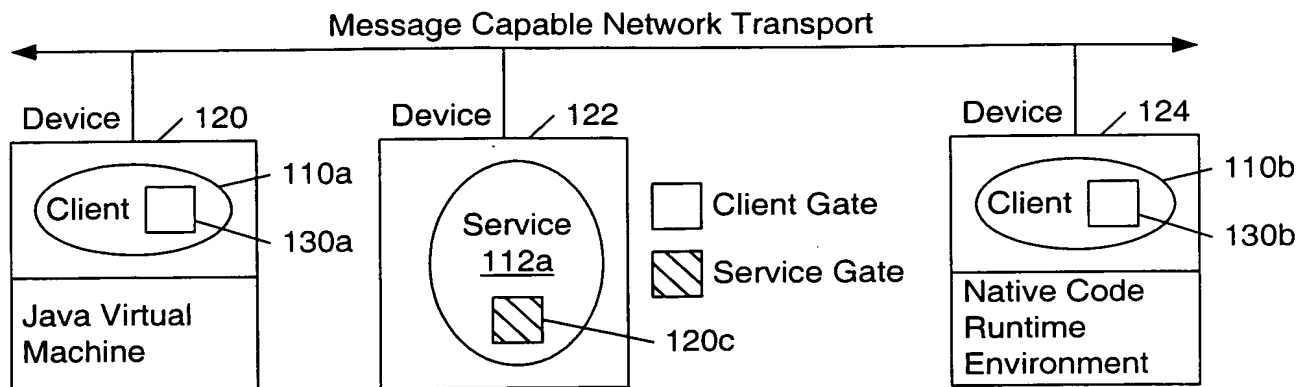 Message Capable Network Transport
Device 120
Device 122
Device 124
Client
110a
130a
Java Virtual
Machine
Service
112a
120c
Client Gate
Service Gate
Client
110b
130b
Native Code
Runtime
Environment